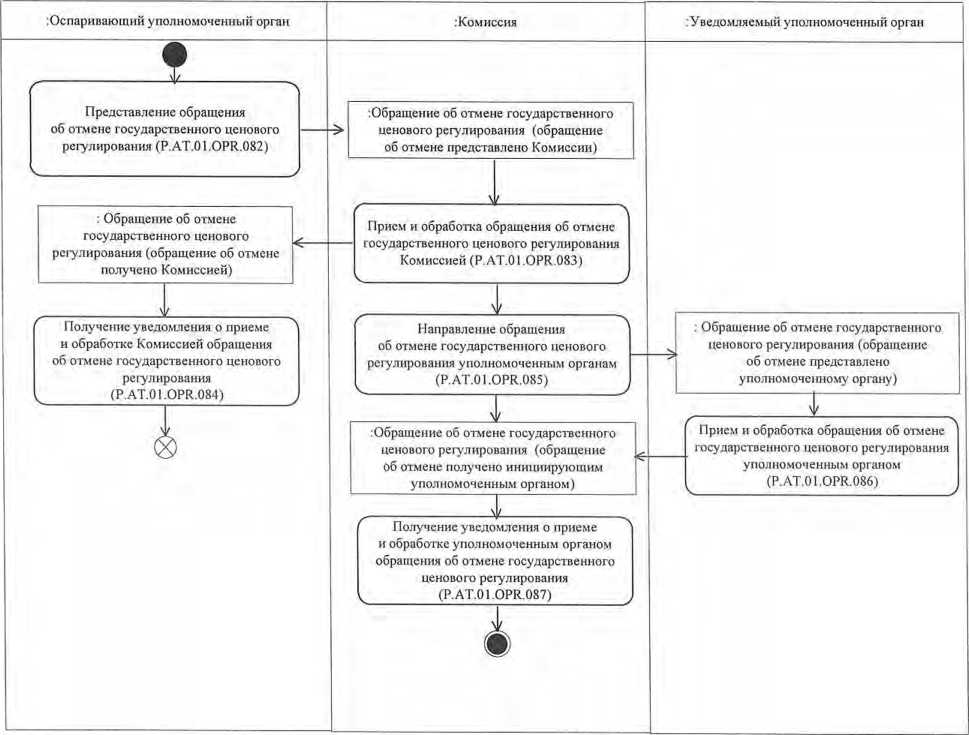 :Оспаривающий уполномоченный орган
:Комиссия
:Уведомляемый уполномоченный орган
Представление обращения
об отмене государственного ценового
регулирования (P.AT.01.OPR.082)
:Обращение об отмене государственного
ценового регулирования (обращение
об отмене представлено Комиссии)
: Обращение об отмене
государственного ценового
регулирования (обращение об отмене
получено Комиссией)
Прием и обработка обращения об отмене
государственного ценового регулирования
Комиссией (P.AT.01.OPR.083)
Получение уведомления о приеме
и обработке Комиссией обращения
об отмене государственного ценового
регулирования
(P.AT.01.OPR.084)
Направление обращения
об отмене государственного ценового
регулирования уполномоченным органам
(P.AT.01.OPR.085)
: Обращение об отмене государственного
ценового регулирования (обращение
об отмене представлено
уполномоченному органу)
:Обращение об отмене государственного
ценового регулирования (обращение
об отмене получено инициирующим
уполномоченным органом)
Прием и обработка обращения об отмене
государственного ценового регулирования
уполномоченным органом
(P.AT.01.OPR.086)
Получение уведомления о приеме
и обработке уполномоченным органом
обращения об отмене государственного
ценового регулирования
(P.AT.01.OPR.087)